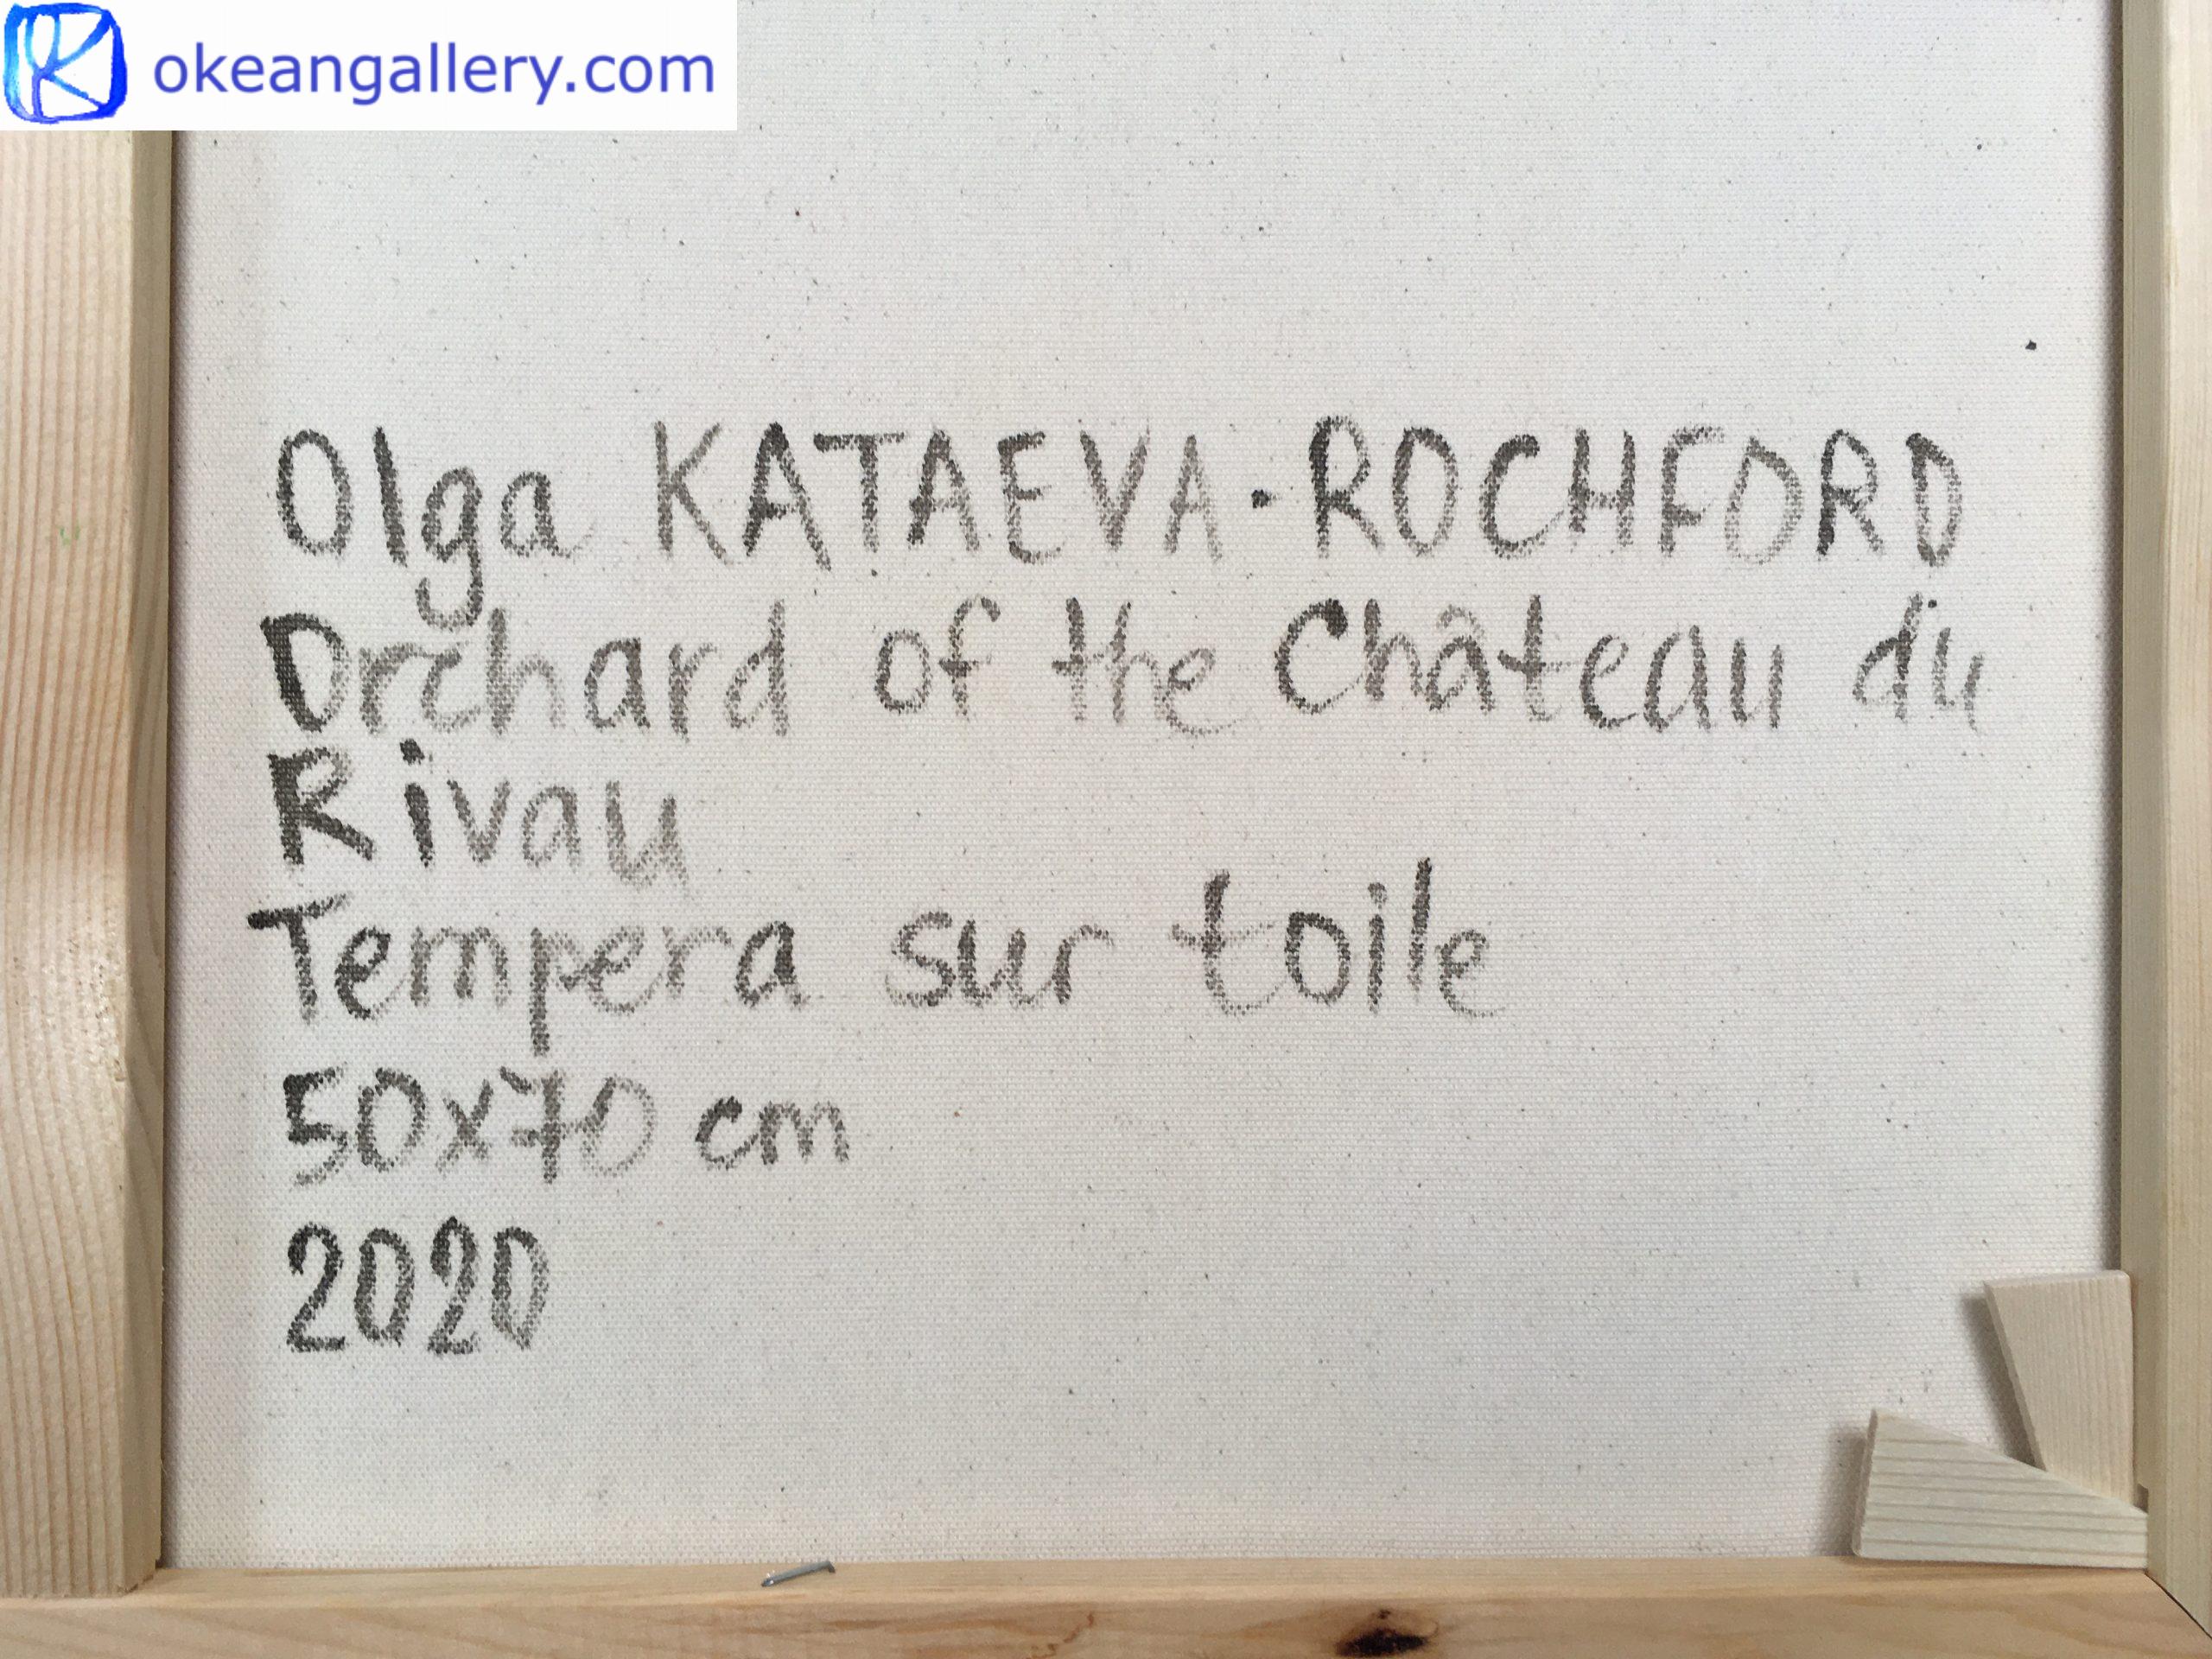 okeangallery.com
Olga KATAEVA-ROCHFORD
Orchard of the Château du
Rivau
Tempera sur toile
50x70 cm
2020